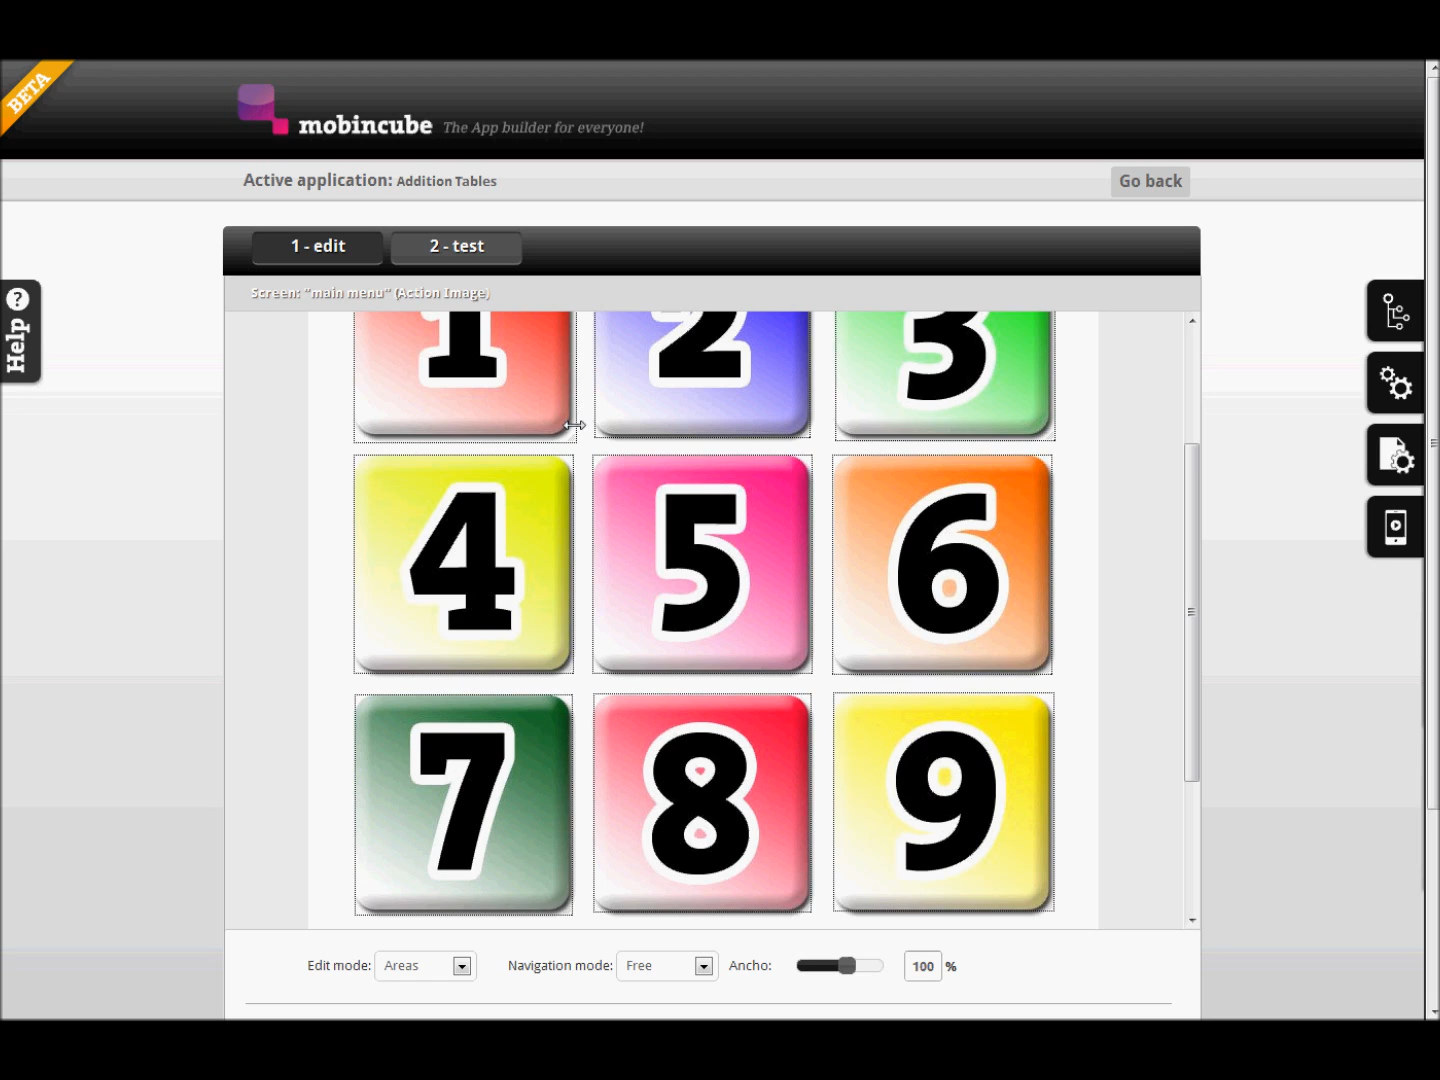 BETA
mobincube The App builder for everyone!
Active application: Addition Tables
Go back
1 - edit
2 - test
Help ?
Screen: "main menu" (Action Image)
1 2 3
4 5 6
7 8 9
Edit mode: Areas Navigation mode: Free Ancho: 100 %